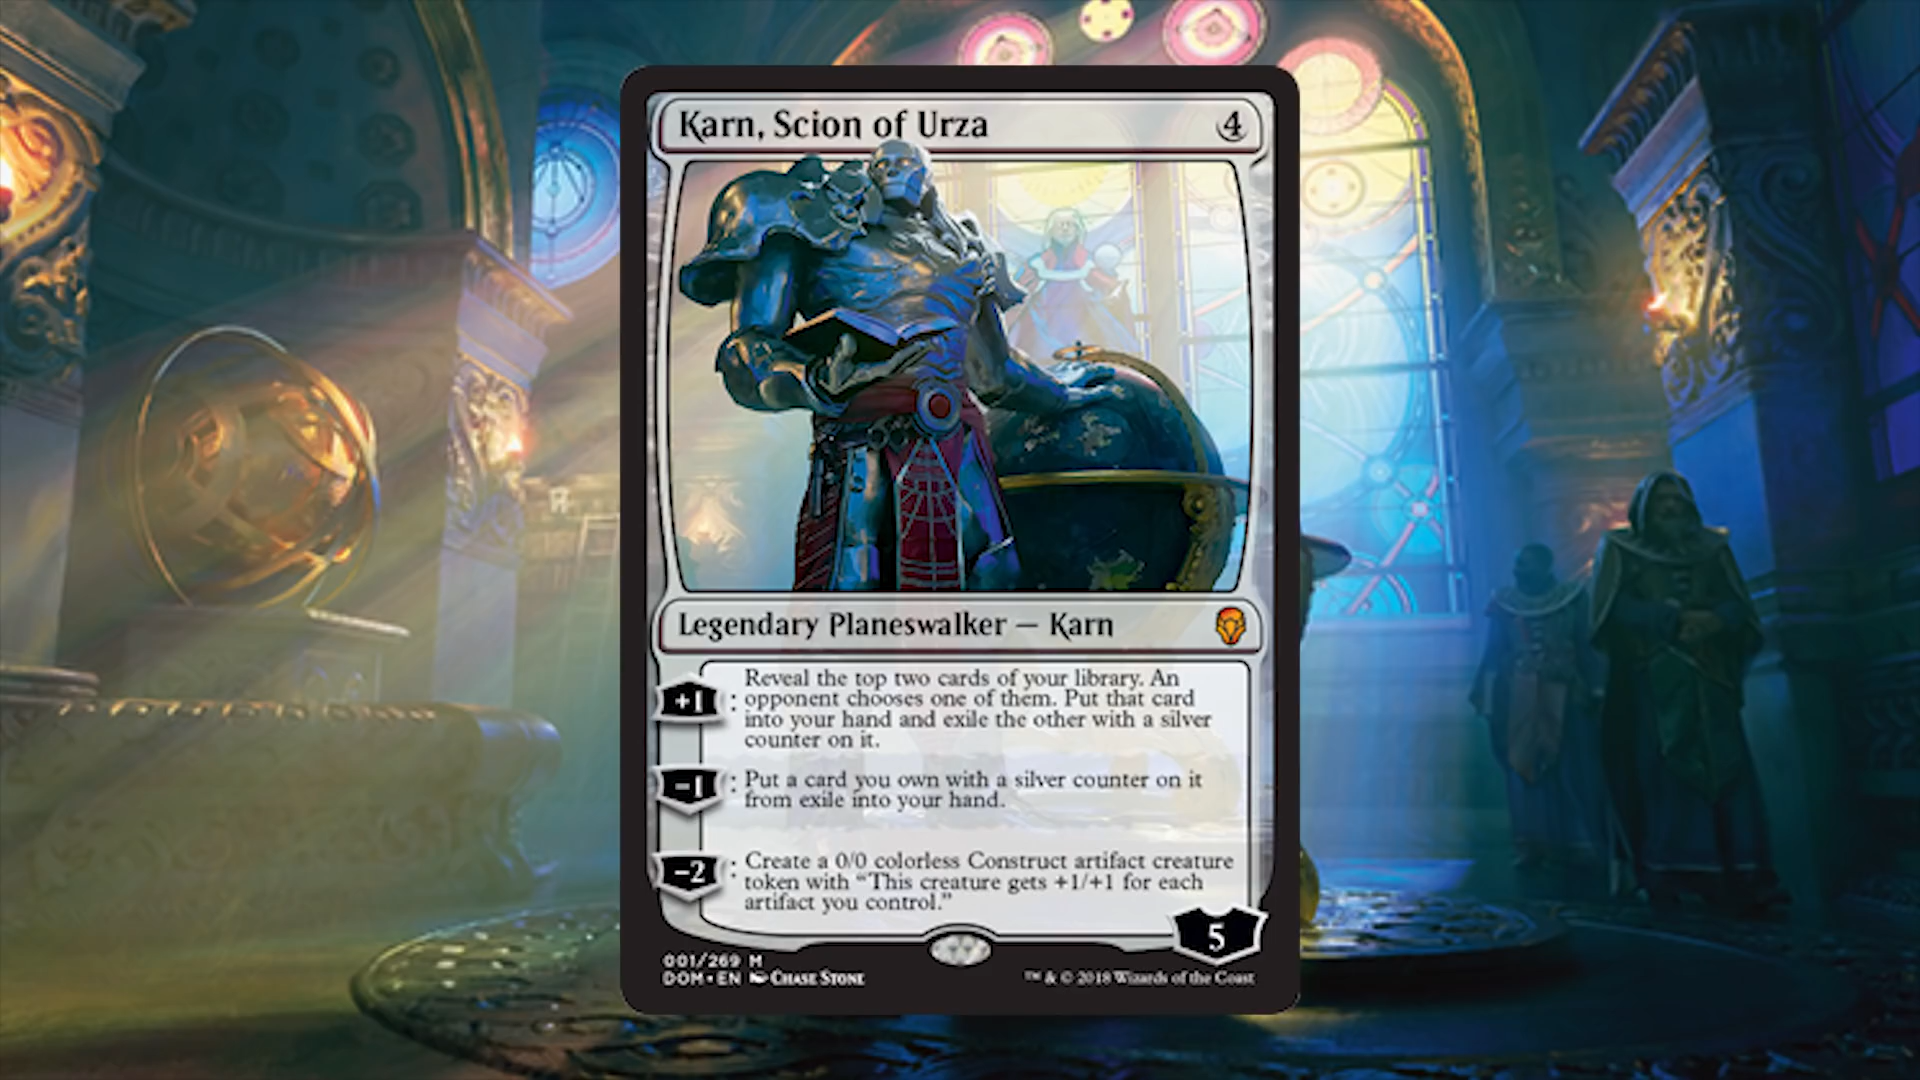 Karn, Scion of Urza 4
Legendary Planeswalker — Karn
+1 : Reveal the top two cards of your library. An
opponent chooses one of them. Put that card
into your hand and exile the other with a silver
counter on it.
−1 : Put a card you own with a silver counter on it
from exile into your hand.
−2 : Create a 0/0 colorless Construct artifact creature
token with “This creature gets +1/+1 for each
artifact you control.”
5
001/269 M
DOM • EN Chase Stone
™ & © 2018 Wizards of the Coast